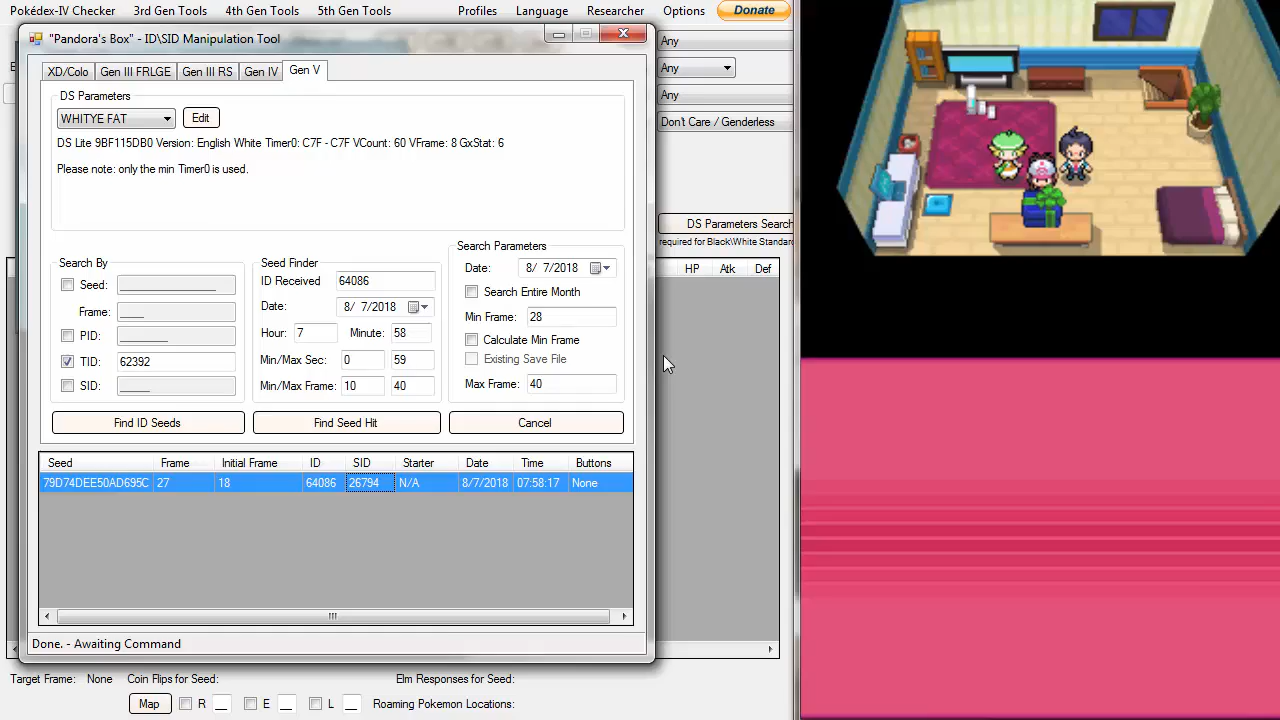 Pokédex-IV Checker 3rd Gen Tools 4th Gen Tools 5th Gen Tools Profiles Language Researcher Options Donate
"Pandora's Box" - ID\SID Manipulation Tool
Any
XD/Colo Gen III FRLGE Gen III RS Gen IV Gen V
Any
DS Parameters
Any
WHITYE FAT Edit
Don't Care / Genderless
DS Lite 9BF115DB0 Version: English White Timer0: C7F - C7F VCount: 60 VFrame: 8 GxStat: 6
Please note: only the min Timer0 is used.
DS Parameters Search
required for Black\White Standard
Search By
Seed:
Frame:
PID:
TID: 62392
SID:
Find ID Seeds
Seed Finder
ID Received 64086
Date: 8/ 7/2018
Hour: 7 Minute: 58
Min/Max Sec: 0 59
Min/Max Frame: 10 40
Find Seed Hit
Search Parameters
Date: 8/ 7/2018
Search Entire Month
Min Frame: 28
Calculate Min Frame
Existing Save File
Max Frame: 40
Cancel
HP Atk Def
Seed Frame Initial Frame ID SID Starter Date Time Buttons
79D74DEE50AD695C 27 18 64086 26794 N/A 8/7/2018 07:58:17 None
Done. - Awaiting Command
Target Frame: None Coin Flips for Seed: Elm Responses for Seed:
Map R E L Roaming Pokemon Locations: